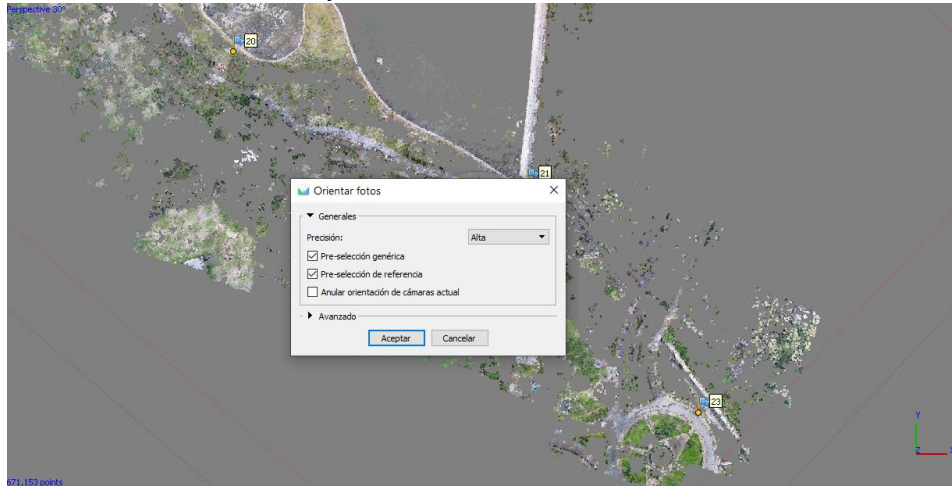 Perspective 30°
20
21
Orientar fotos
Generales
Precisión:
Alta
Pre-selección genérica
Pre-selección de referencia
Anular orientación de cámaras actual
Avanzado
Aceptar
Cancelar
23
Y
Z
X
671,153 points